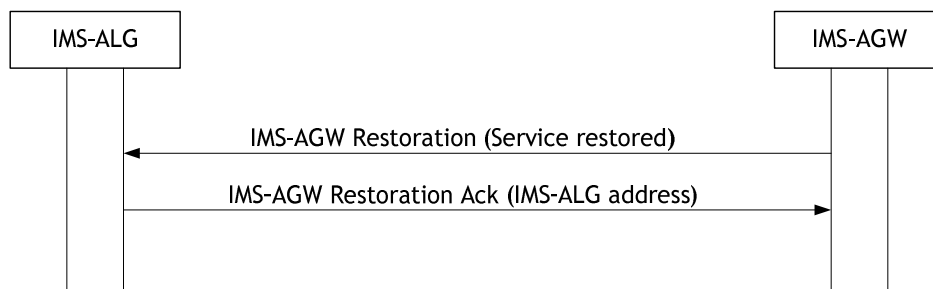 IMS-ALG
IMS-AGW
IMS-AGW Restoration (Service restored)
IMS-AGW Restoration Ack (IMS-ALG address)